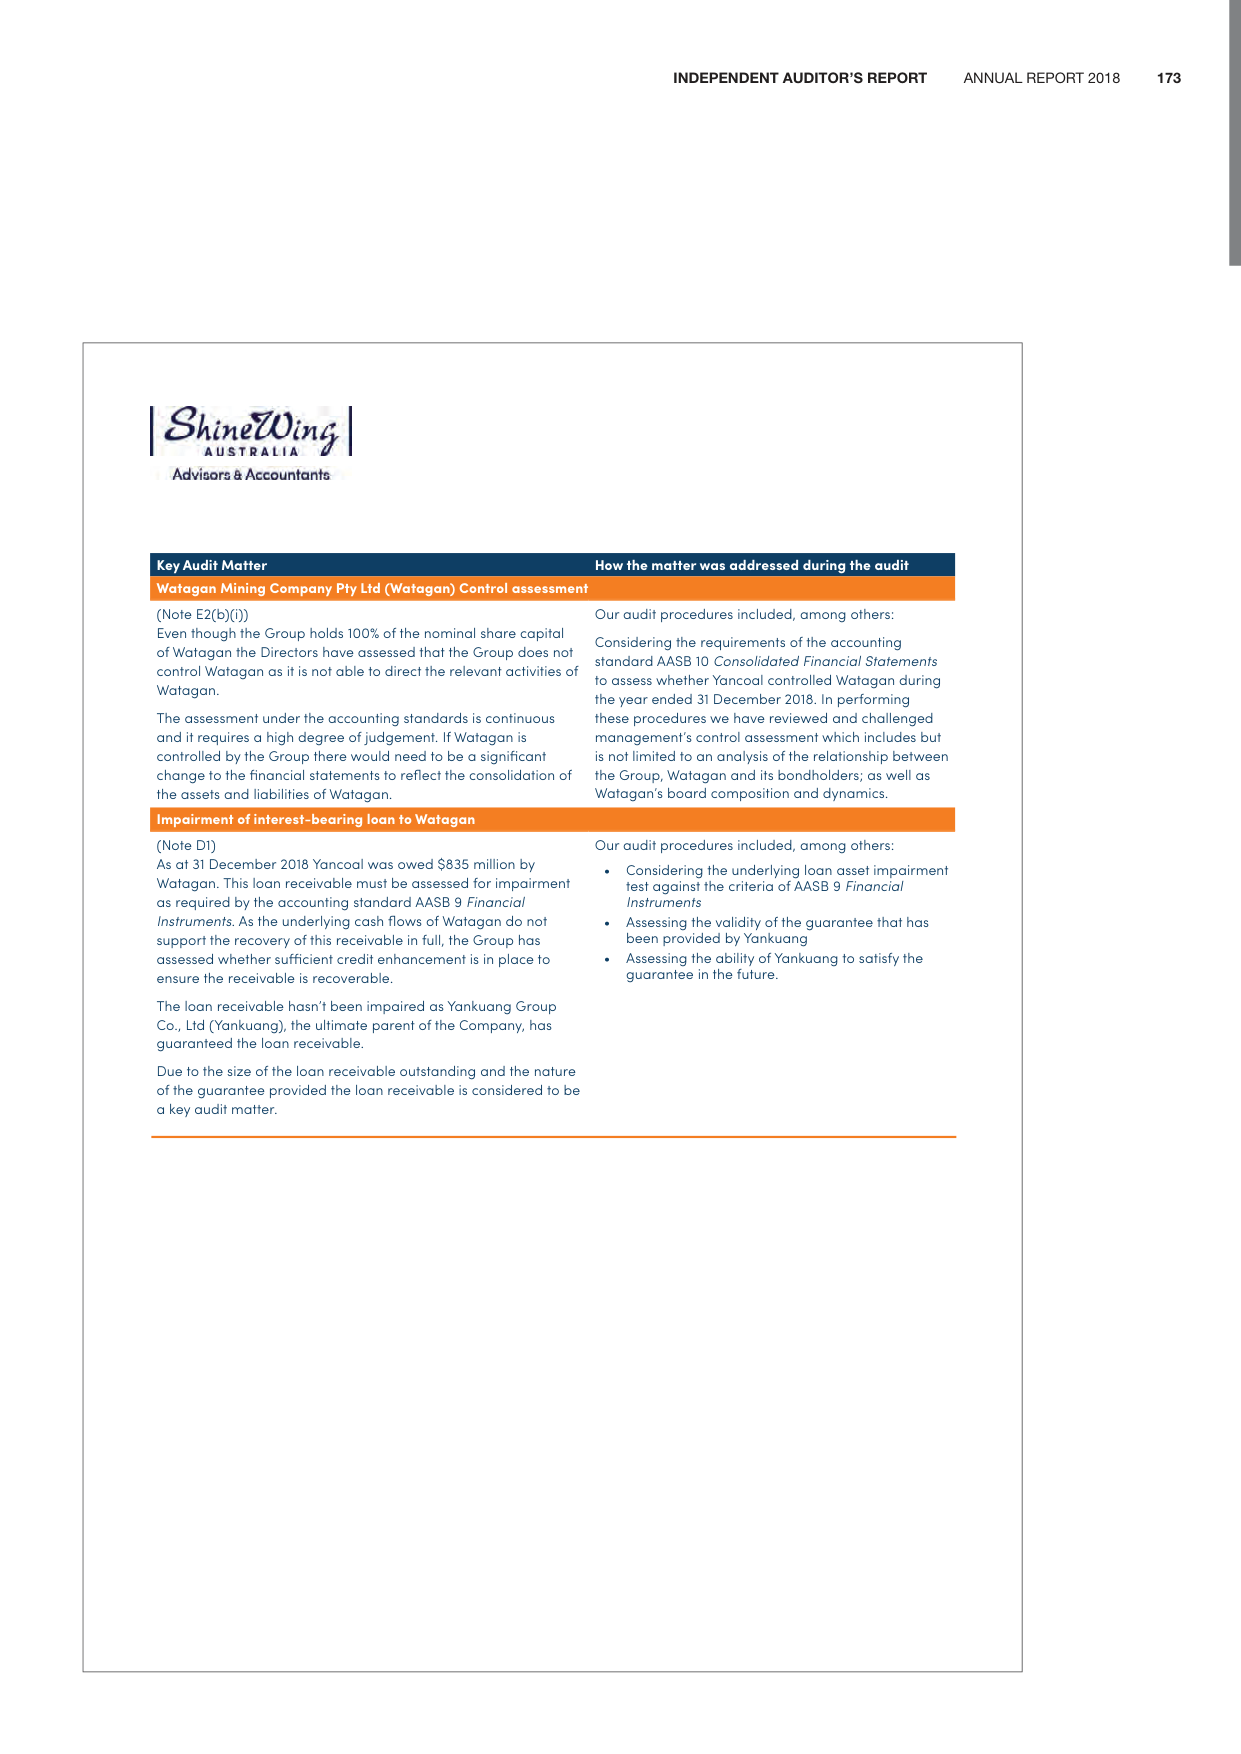 INDEPENDENT AUDITOR’S REPORT ANNUAL REPORT 2018 173
ShineWing
AUSTRALIA
Advisors & Accountants
Key Audit Matter How the matter was addressed during the audit
Watagan Mining Company Pty Ltd (Watagan) Control assessment
(Note E2(b)(i))
Even though the Group holds 100% of the nominal share capital
of Watagan the Directors have assessed that the Group does not
control Watagan as it is not able to direct the relevant activities of
Watagan.
The assessment under the accounting standards is continuous
and it requires a high degree of judgement. If Watagan is
controlled by the Group there would need to be a significant
change to the financial statements to reflect the consolidation of
the assets and liabilities of Watagan.
Our audit procedures included, among others:
Considering the requirements of the accounting
standard AASB 10 Consolidated Financial Statements
to assess whether Yancoal controlled Watagan during
the year ended 31 December 2018. In performing
these procedures we have reviewed and challenged
management’s control assessment which includes but
is not limited to an analysis of the relationship between
the Group, Watagan and its bondholders; as well as
Watagan’s board composition and dynamics.
Impairment of interest-bearing loan to Watagan
(Note D1)
As at 31 December 2018 Yancoal was owed $835 million by
Watagan. This loan receivable must be assessed for impairment
as required by the accounting standard AASB 9 Financial
Instruments. As the underlying cash flows of Watagan do not
support the recovery of this receivable in full, the Group has
assessed whether sufficient credit enhancement is in place to
ensure the receivable is recoverable.
The loan receivable hasn’t been impaired as Yankuang Group
Co., Ltd (Yankuang), the ultimate parent of the Company, has
guaranteed the loan receivable.
Due to the size of the loan receivable outstanding and the nature
of the guarantee provided the loan receivable is considered to be
a key audit matter.
Our audit procedures included, among others:
• Considering the underlying loan asset impairment
test against the criteria of AASB 9 Financial
Instruments
• Assessing the validity of the guarantee that has
been provided by Yankuang
• Assessing the ability of Yankuang to satisfy the
guarantee in the future.